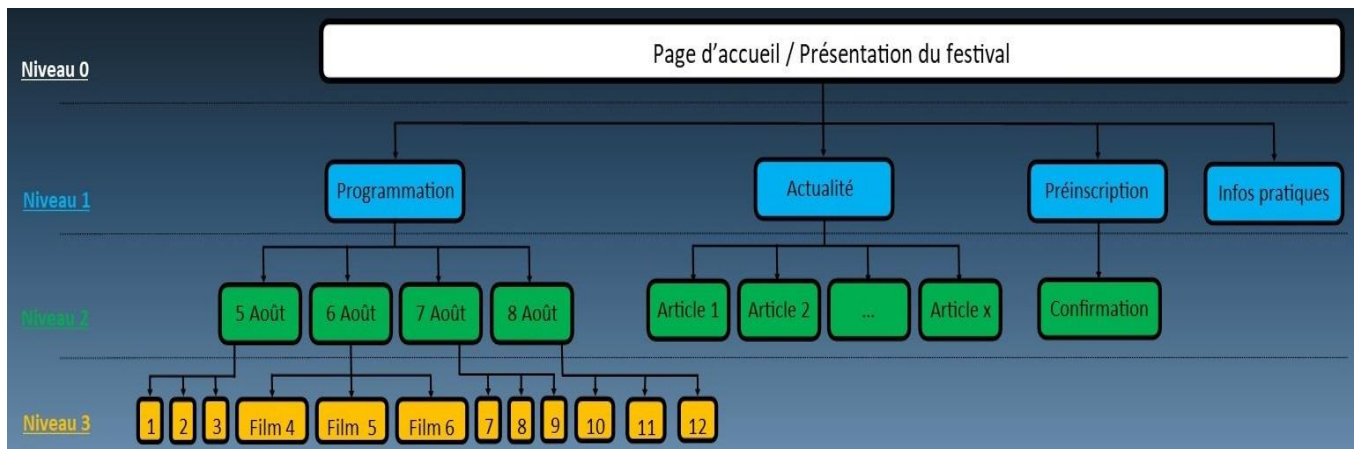 Niveau 0
Page d’accueil / Présentation du festival
Niveau 1
Programmation
Actualité
Préinscription
Infos pratiques
Niveau 2
5 Août
6 Août
7 Août
8 Août
Article 1
Article 2
...
Article x
Confirmation
Niveau 3
1
2
3
Film 4
Film 5
Film 6
7
8
9
10
11
12